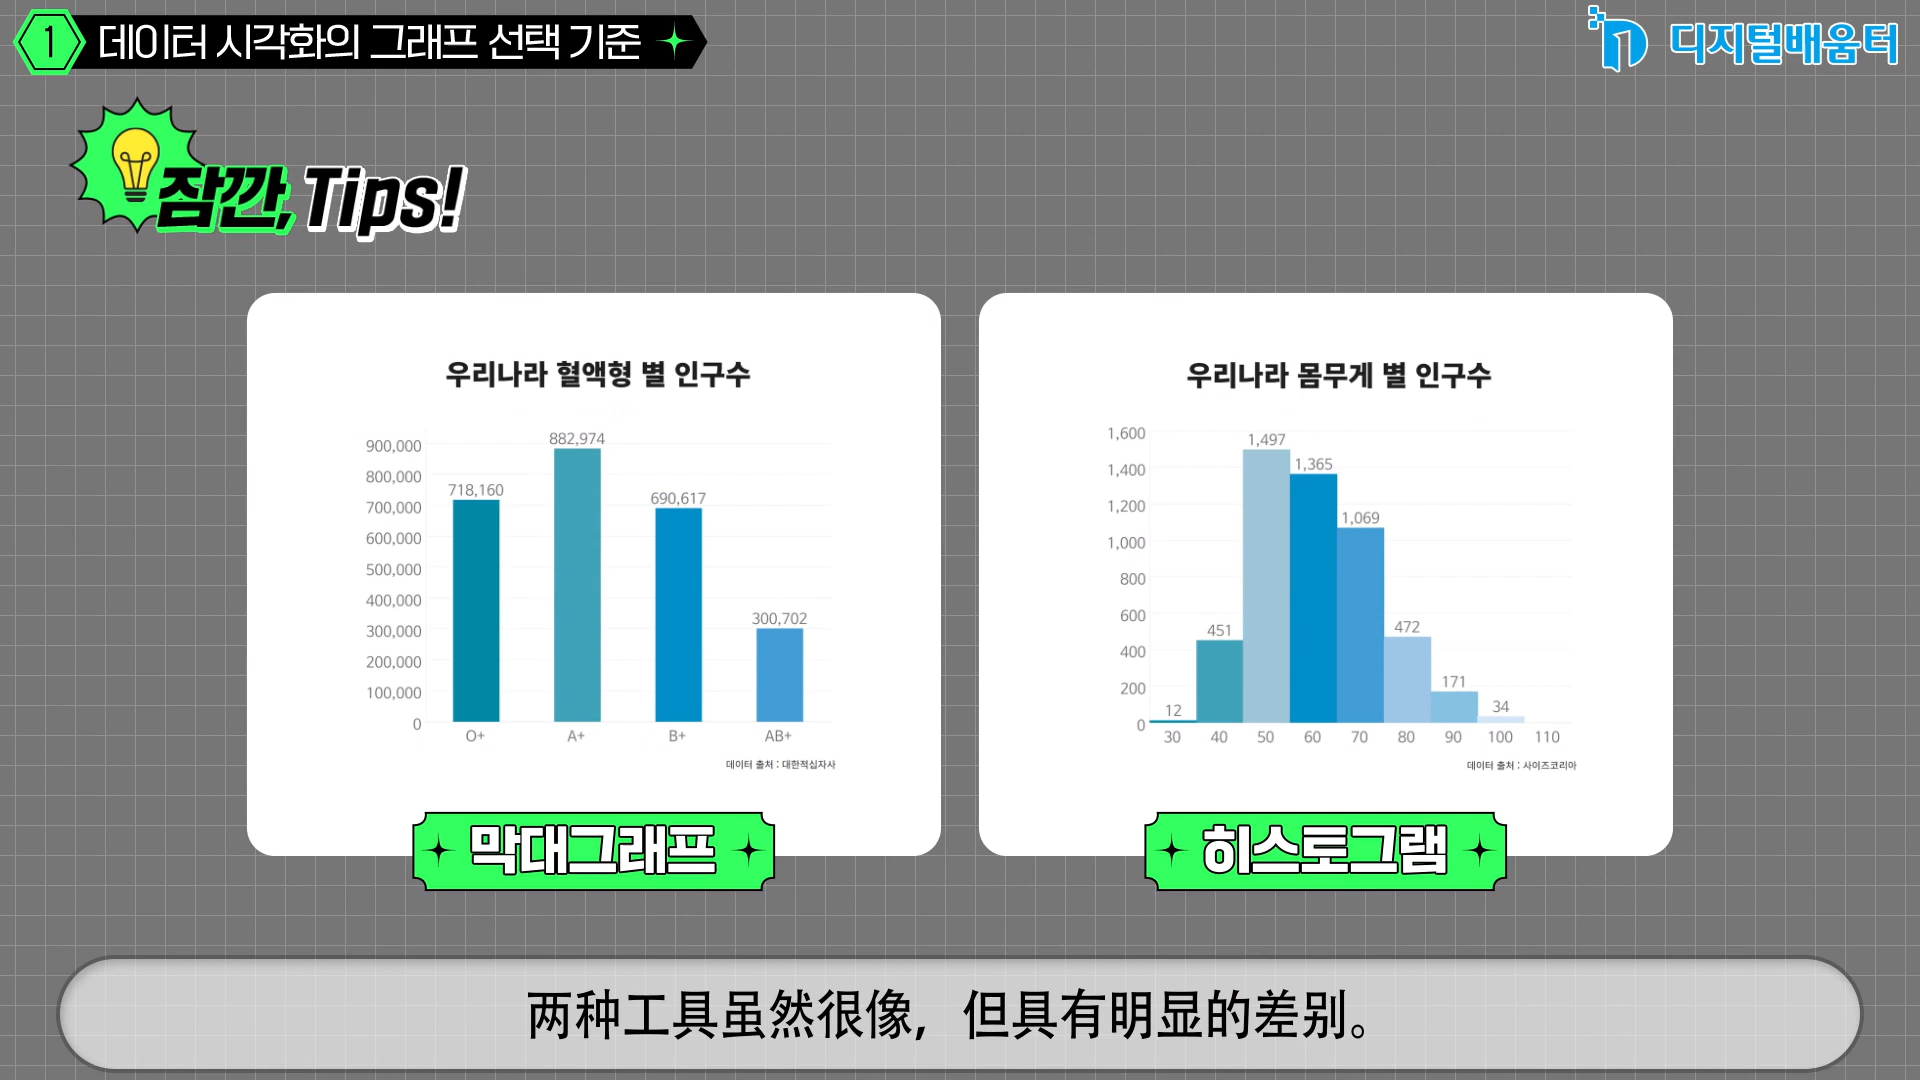 1 데이터 시각화의 그래프 선택 기준
디지털배움터
잠깐, Tips!
우리나라 혈액형 별 인구수
900,000
800,000
700,000
600,000
500,000
400,000
300,000
200,000
100,000
0
718,160
882,974
690,617
300,702
O+ A+ B+ AB+
데이터 출처 : 대한적십자사
막대그래프
우리나라 몸무게 별 인구수
1,600
1,400
1,200
1,000
800
600
400
200
0
12
451
1,497
1,365
1,069
472
171
34
30 40 50 60 70 80 90 100 110
데이터 출처 : 사이즈코리아
히스토그램
两种工具虽然很像，但具有明显的差别。